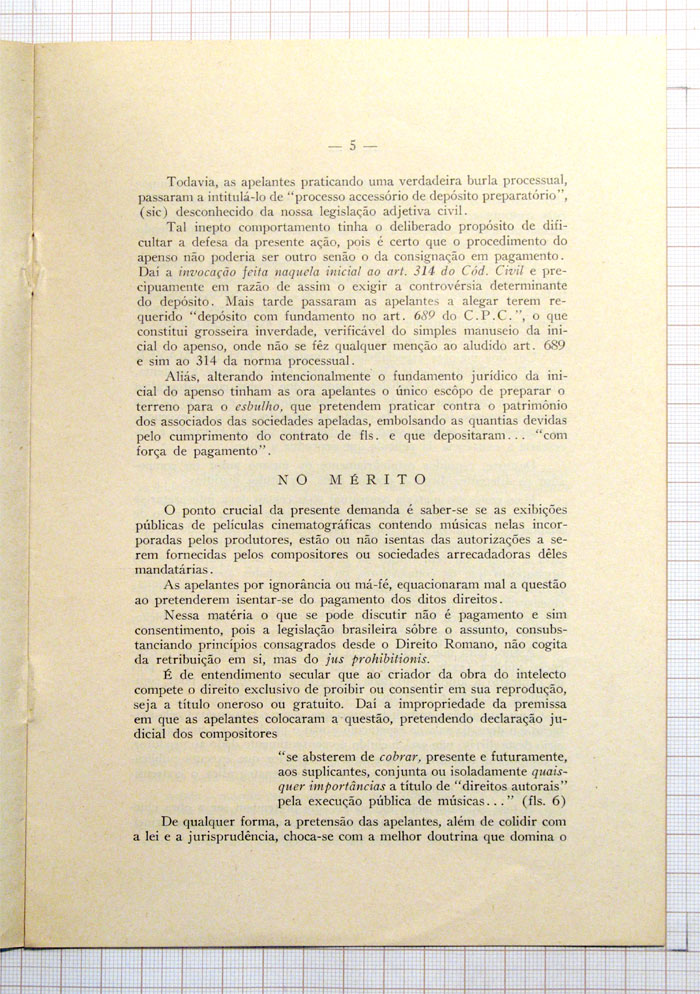 — 5 —
Todavia, as apelantes praticando uma verdadeira burla processual,
passaram a intitulá-lo de “processo accessório de depósito preparatório”,
(sic) desconhecido da nossa legislação adjetiva civil.
Tal inepto comportamento tinha o deliberado propósito de difi-
cultar a defesa da presente ação, pois é certo que o procedimento do
apenso não poderia ser outro senão o da consignação em pagamento.
Daí a invocação feita naquela inicial ao art. 314 do Cód. Civil e pre-
cipuamente em razão de assim o exigir a controvérsia determinante
do depósito. Mais tarde passaram as apelantes a alegar terem re-
querido “depósito com fundamento no art. 689 do C.P.C.”, o que
constitui grosseira inverdade, verificável do simples manuseio da ini-
cial do apenso, onde não se fêz qualquer menção ao aludido art. 689
e sim ao 314 da norma processual.
Aliás, alterando intencionalmente o fundamento jurídico da ini-
cial do apenso tinham as ora apelantes o único escôpo de preparar o
terreno para o esbulho, que pretendem praticar contra o patrimônio
dos associados das sociedades apeladas, embolsando as quantias devidas
pelo cumprimento do contrato de fls. e que depositaram... “com
força de pagamento”.
NO MÉRITO
O ponto crucial da presente demanda é saber-se se as exibições
públicas de películas cinematográficas contendo músicas nelas incor-
poradas pelos produtores, estão ou não isentas das autorizações a se-
rem fornecidas pelos compositores ou sociedades arrecadadoras dêles
mandatárias.
As apelantes por ignorância ou má-fé, equacionaram mal a questão
ao pretenderem isentar-se do pagamento dos ditos direitos.
Nessa matéria o que se pode discutir não é pagamento e sim
consentimento, pois a legislação brasileira sôbre o assunto, consubs-
tanciando princípios consagrados desde o Direito Romano, não cogita
da retribuição em si, mas do jus prohibitionis.
É de entendimento secular que ao criador da obra do intelecto
compete o direito exclusivo de proibir ou consentir em sua reprodução,
seja a título oneroso ou gratuito. Daí a impropriedade da premissa
em que as apelantes colocaram a questão, pretendendo declaração ju-
dicial dos compositores
“se absterem de cobrar, presente e futuramente,
aos suplicantes, conjunta ou isoladamente quais-
quer importâncias a título de “direitos autorais”
pela execução pública de músicas...” (fls. 6)
De qualquer forma, a pretensão das apelantes, além de colidir com
a lei e a jurisprudência, choca-se com a melhor doutrina que domina o